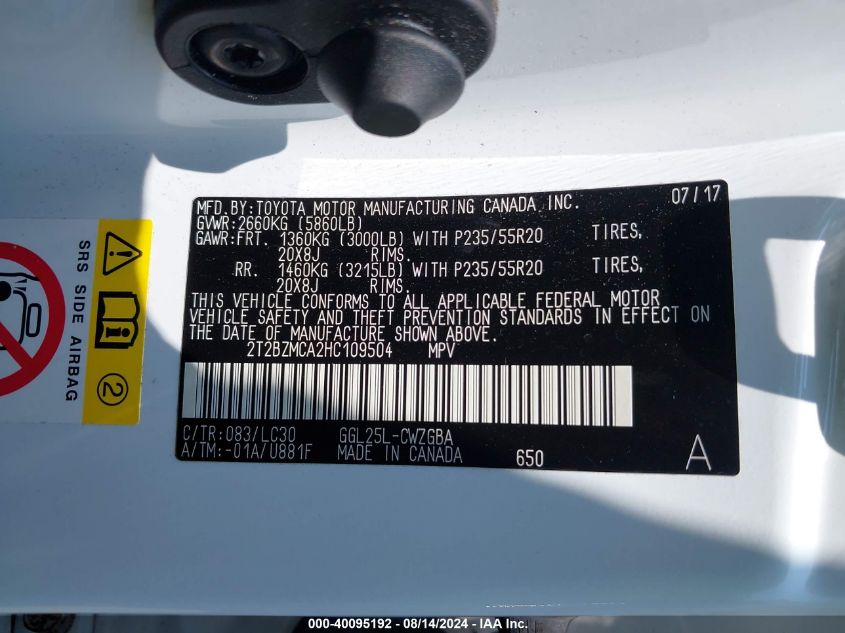 MFD.BY:TOYOTA MOTOR MANUFACTURING CANADA INC. 07/17
GVWR:2660KG (5860LB)
GAWR:FRT. 1360KG (3000LB) WITH P235/55R20 TIRES,
20X8J RIMS.
RR. 1460KG (3215LB) WITH P235/55R20 TIRES,
20X8J RIMS.
THIS VEHICLE CONFORMS TO ALL APPLICABLE FEDERAL MOTOR
VEHICLE SAFETY AND THEFT PREVENTION STANDARDS IN EFFECT ON
THE DATE OF MANUFACTURE SHOWN ABOVE.
2T2BZMCA2HC109504 MPV
C/TR:083/LC30 GGL25L-CWZGBA
A/TM:-01A/U881F MADE IN CANADA 650 A
SRS SIDE AIRBAG
2
000-40095192 - 08/14/2024 - IAA Inc.